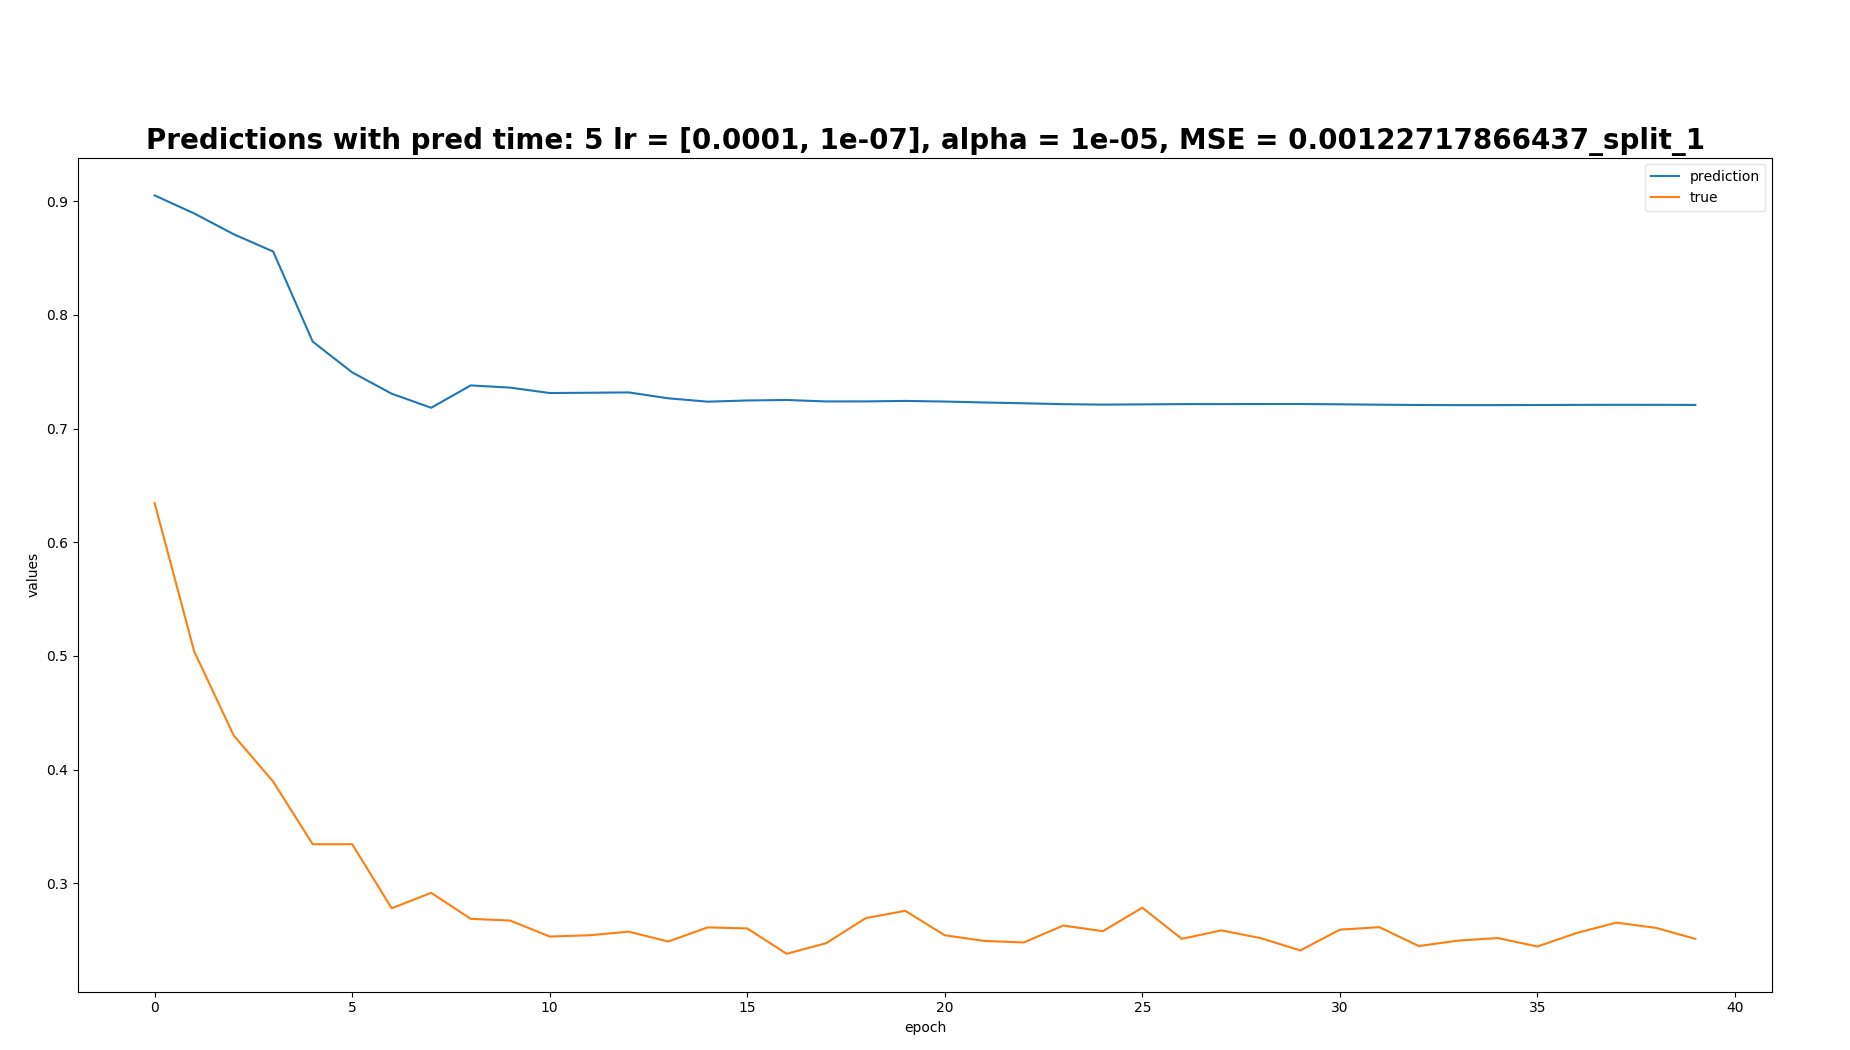 Predictions with pred time: 5 lr = [0.0001, 1e-07], alpha = 1e-05, MSE = 0.00122717866437_split_1
prediction
true
0.9
0.8
0.7
0.6
0.5
0.4
0.3
values
0 5 10 15 20 25 30 35 40
epoch